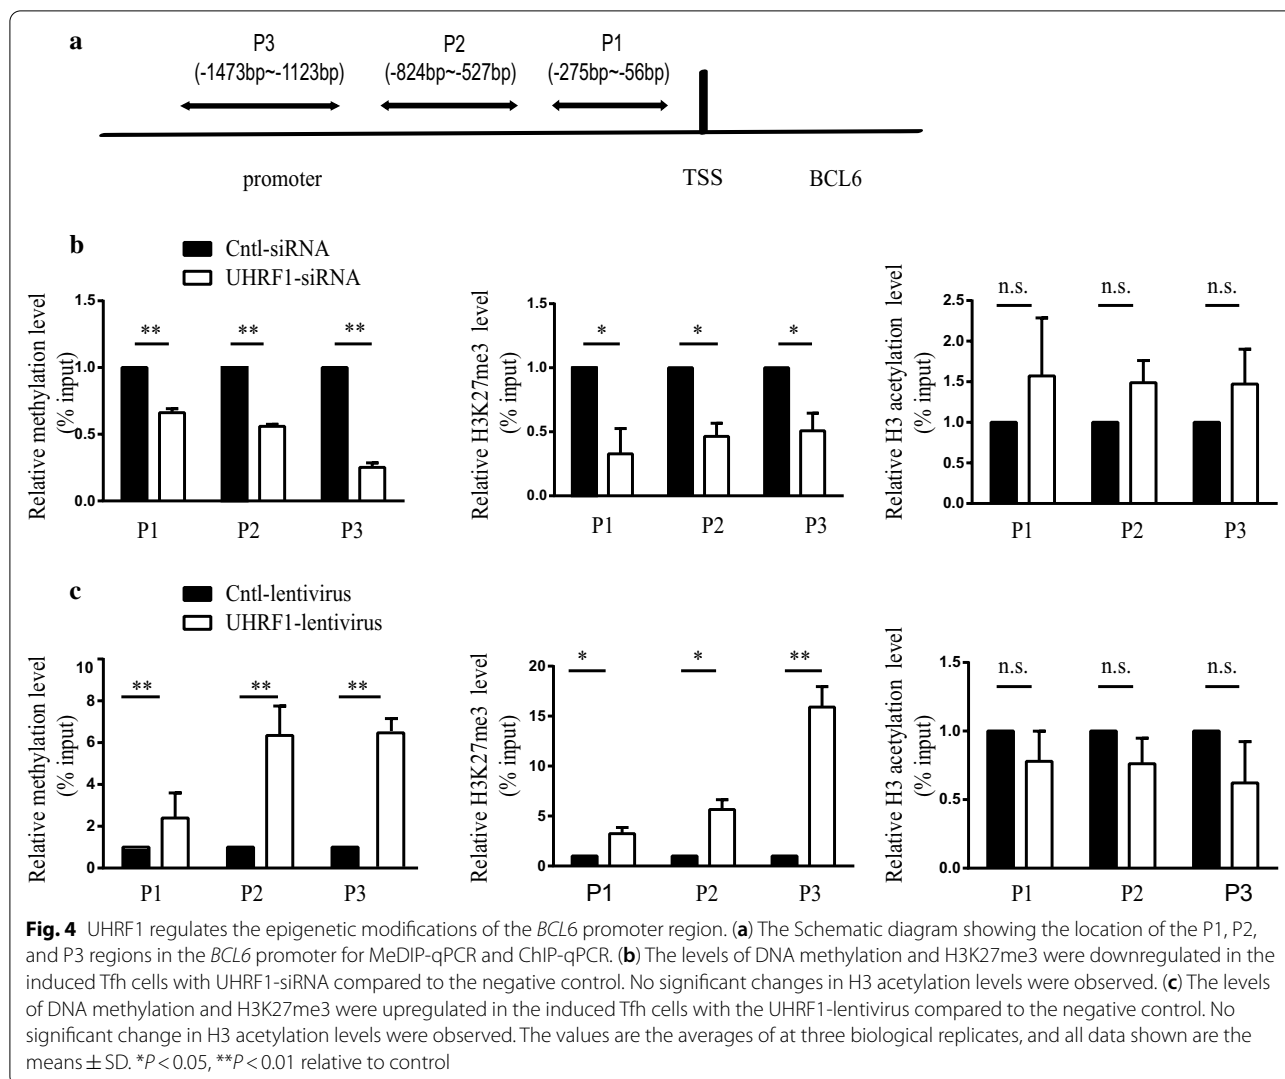 a
P3
P2
P1
(-1473bp~-1123bp)
(-824bp~-527bp)
(-275bp~-56bp)
promoter
TSS
BCL6
b
Cntl-siRNA
UHRF1-siRNA
Relative methylation level
(% input)
1.5
1.0
0.5
0.0
**
**
**
P1
P2
P3
Relative H3K27me3 level
(% input)
1.5
1.0
0.5
0.0
*
*
*
P1
P2
P3
Relative H3 acetylation level
(% input)
2.5
2.0
1.5
1.0
0.5
0.0
n.s.
n.s.
n.s.
P1
P2
P3
c
Cntl-lentivirus
UHRF1-lentivirus
Relative methylation level
(% input)
10
8
6
4
2
0
**
**
**
P1
P2
P3
Relative H3K27me3 level
(% input)
20
15
10
5
0
*
*
**
P1
P2
P3
Relative H3 acetylation level
(% input)
1.5
1.0
0.5
0.0
n.s.
n.s.
n.s.
P1
P2
P3
Fig. 4 UHRF1 regulates the epigenetic modifications of the BCL6 promoter region. (a) The Schematic diagram showing the location of the P1, P2,
and P3 regions in the BCL6 promoter for MeDIP-qPCR and ChIP-qPCR. (b) The levels of DNA methylation and H3K27me3 were downregulated in the
induced Tfh cells with UHRF1-siRNA compared to the negative control. No significant changes in H3 acetylation levels were observed. (c) The levels
of DNA methylation and H3K27me3 were upregulated in the induced Tfh cells with the UHRF1-lentivirus compared to the negative control. No
significant change in H3 acetylation levels were observed. The values are the averages of at three biological replicates, and all data shown are the
means ± SD. *P < 0.05, **P < 0.01 relative to control